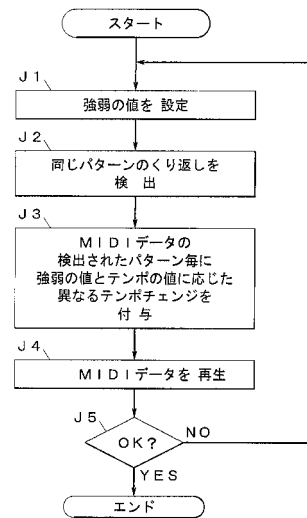 スタート
J1
強弱の値を 設定
J2
同じパターンのくり返しを
検 出
J3
MIDIデータの
検出されたパターン毎に
強弱の値とテンポの値に応じた
異なるテンポチェンジを
付 与
J4
MIDIデータを 再生
J5
OK?
NO
YES
エンド